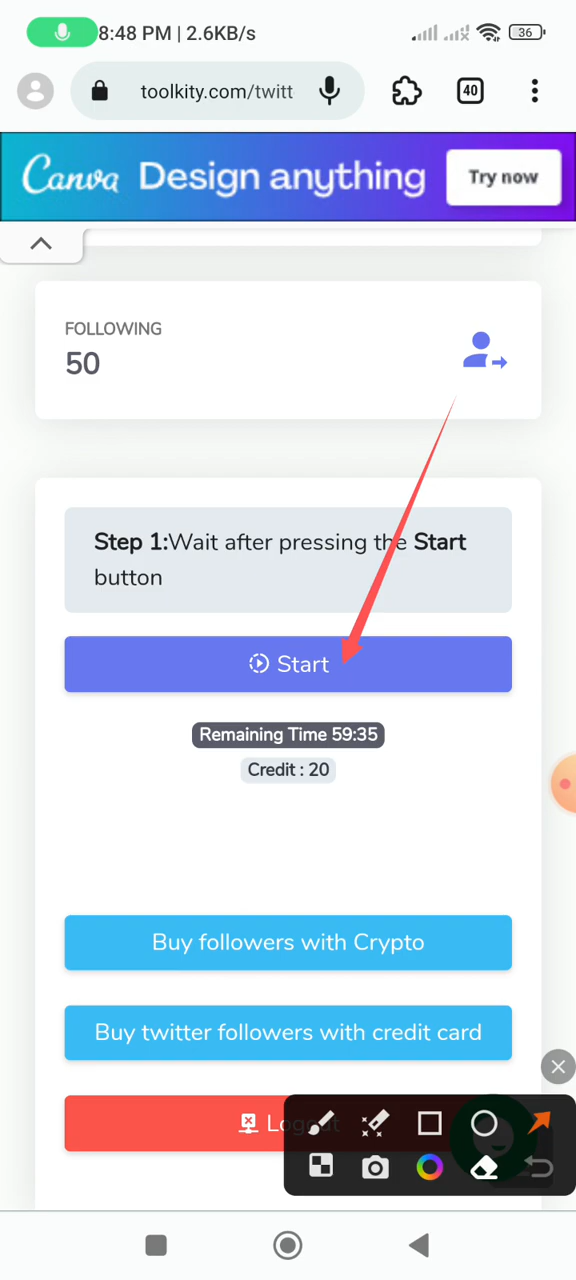 8:48 PM | 2.6KB/s
36
toolkity.com/twitt
40
Canva Design anything Try now
FOLLOWING
50
Step 1:Wait after pressing the Start
button
Start
Remaining Time 59:35
Credit : 20
Buy followers with Crypto
Buy twitter followers with credit card